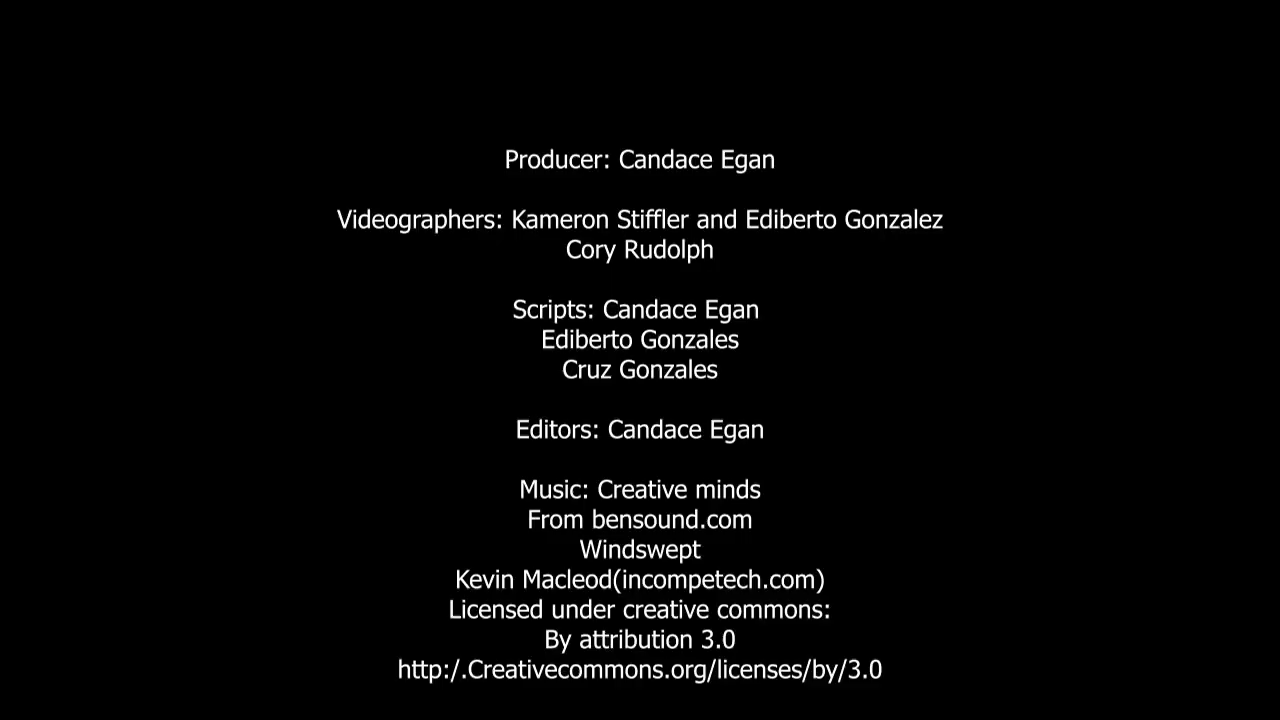 Producer: Candace Egan
Videographers: Kameron Stiffler and Ediberto Gonzalez
Cory Rudolph
Scripts: Candace Egan
Ediberto Gonzales
Cruz Gonzales
Editors: Candace Egan
Music: Creative minds
From bensound.com
Windswept
Kevin Macleod(incompetech.com)
Licensed under creative commons:
By attribution 3.0
http:/.Creativecommons.org/licenses/by/3.0